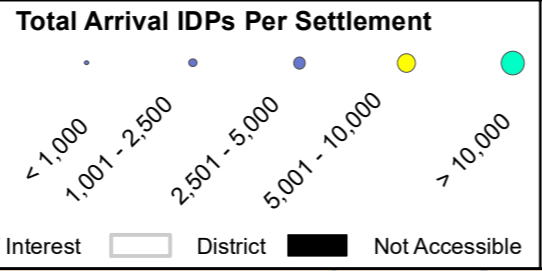 Total Arrival IDPs Per Settlement
< 1,000
1,001 - 2,500
2,501 - 5,000
5,001 - 10,000
> 10,000
Interest District Not Accessible